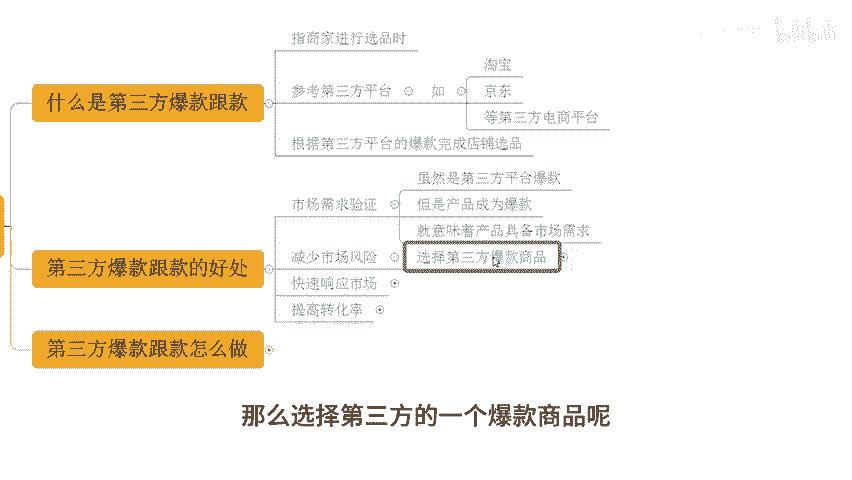 bilibili
指商家进行选品时
什么是第三方爆款跟款
参考第三方平台
如
淘宝
京东
等第三方电商平台
根据第三方平台的爆款完成店铺选品
第三方爆款跟款的好处
市场需求验证
虽然是第三方平台爆款
但是产品成为爆款
就意味着产品具备市场需求
减少市场风险
选择第三方爆款商品
快速响应市场
提高转化率
第三方爆款跟款怎么做
那么选择第三方的一个爆款商品呢